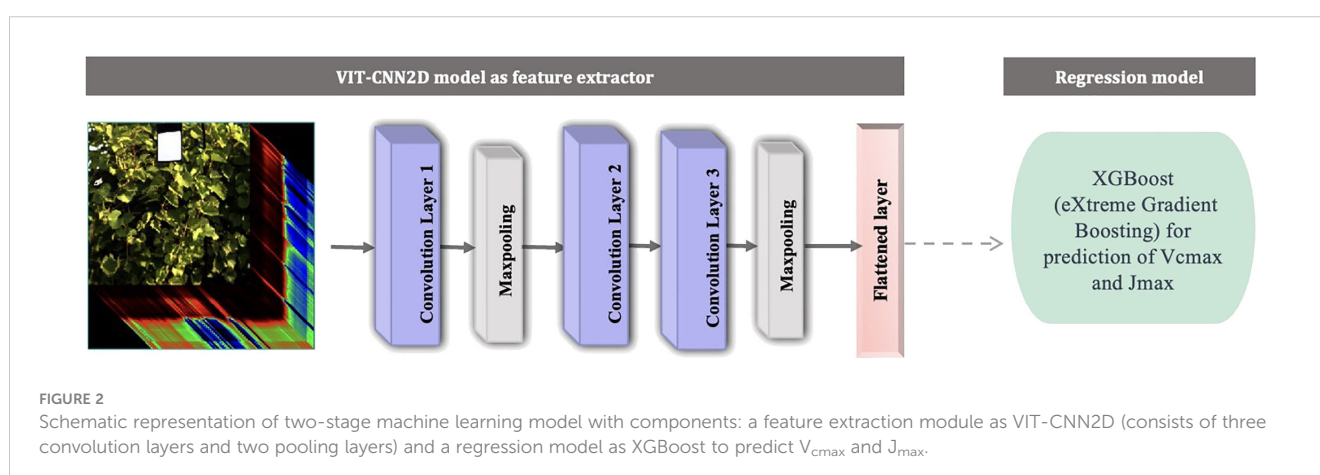 VIT-CNN2D model as feature extractor
Regression model
Convolution Layer 1
Maxpooling
Convolution Layer 2
Convolution Layer 3
Maxpooling
Flattened layer
XGBoost
(eXtreme Gradient
Boosting) for
prediction of Vcmax
and Jmax
FIGURE 2
Schematic representation of two-stage machine learning model with components: a feature extraction module as VIT-CNN2D (consists of three
convolution layers and two pooling layers) and a regression model as XGBoost to predict Vcmax and Jmax.